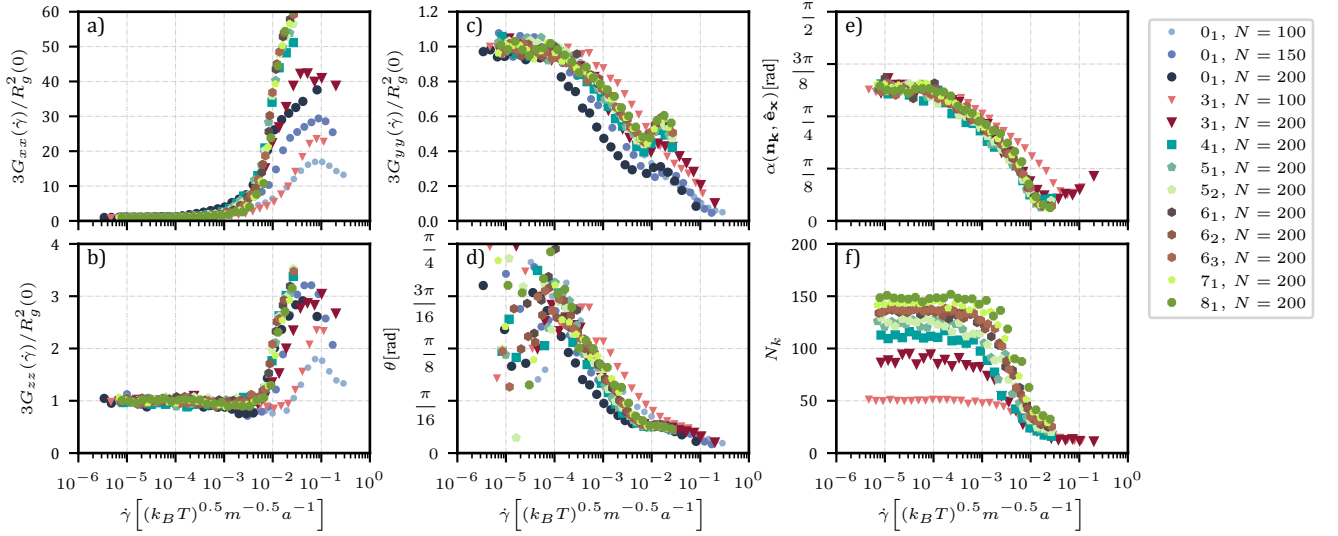 a)
3G_{xx}(γ̇)/R_g^2(0)
60
50
40
30
20
10
0
c)
3G_{yy}(γ̇)/R_g^2(0)
1.0
0.8
0.6
0.4
0.2
0.0
e)
α(n_k, ê_x)[rad]
π/2
3π/8
π/4
π/8
0
0_1, N = 100
0_1, N = 150
0_1, N = 200
3_1, N = 100
3_1, N = 200
4_1, N = 200
5_1, N = 200
5_2, N = 200
6_1, N = 200
6_2, N = 200
6_3, N = 200
7_1, N = 200
8_1, N = 200
b)
3G_{zz}(γ̇)/R_g^2(0)
4
3
2
1
0
10^{-6} 10^{-5} 10^{-4} 10^{-3} 10^{-2} 10^{-1} 10^0
γ̇ [(k_BT)^{0.5}m^{-0.5}a^{-1}]
d)
θ[rad]
π/4
3π/16
π/8
π/16
0
10^{-6} 10^{-5} 10^{-4} 10^{-3} 10^{-2} 10^{-1} 10^0
γ̇ [(k_BT)^{0.5}m^{-0.5}a^{-1}]
f)
N_k
200
150
100
50
0
10^{-6} 10^{-5} 10^{-4} 10^{-3} 10^{-2} 10^{-1} 10^0
γ̇ [(k_BT)^{0.5}m^{-0.5}a^{-1}]